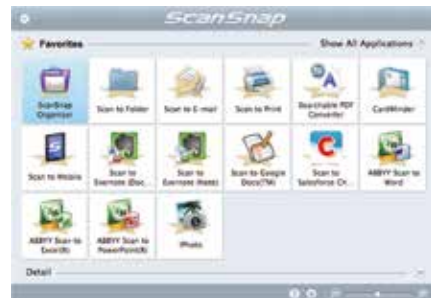 ScanSnap
Favorites
Show All Applications
ScanSnap Organizer
Scan to Folder
Scan to E-mail
Scan to Print
Searchable PDF Converter
CardMinder
Scan to Mobile
Scan to Evernote (Doc...
Scan to Evernote (Note)
Scan to Google Docs(TM)
Scan to Salesforce Ch...
ABBYY Scan to Word
ABBYY Scan to Excel(R)
ABBYY Scan to PowerPoint(R)
iPhoto
Detail